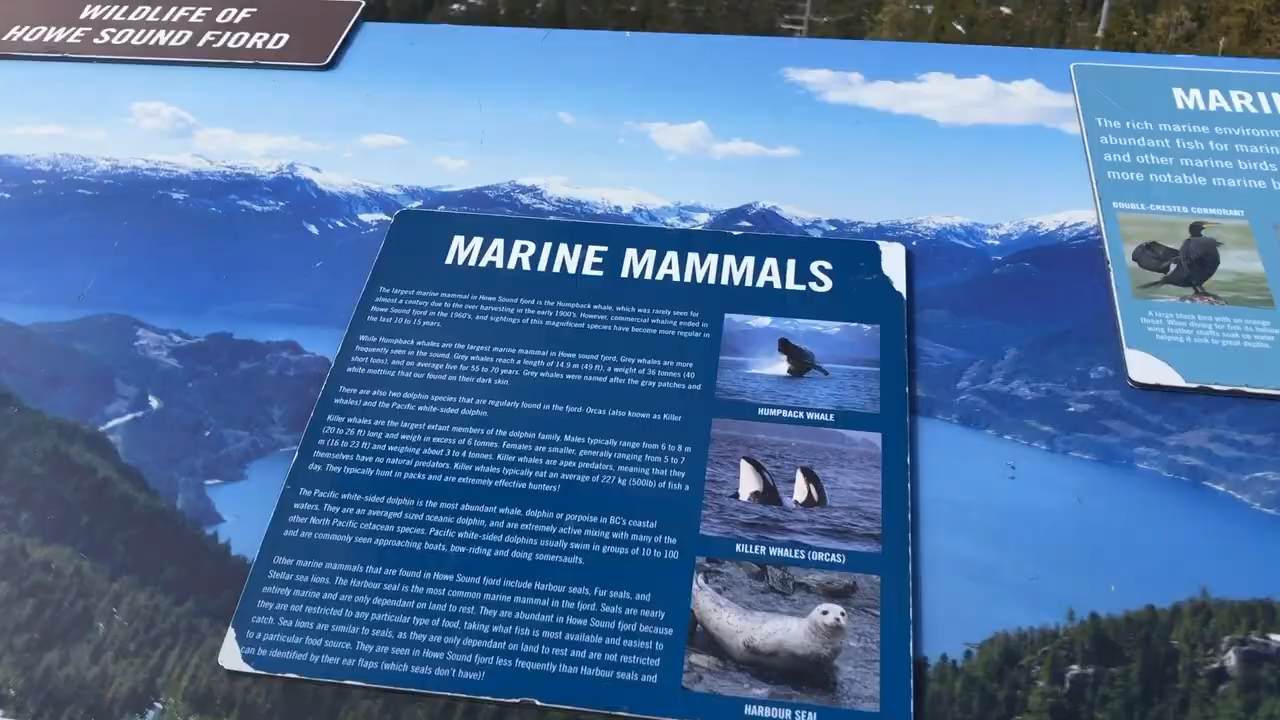 WILDLIFE OF
HOWE SOUND FJORD
MARINE MAMMALS
The largest marine mammal in Howe Sound fjord is the Humpback whale, which was rarely seen for
almost a century due to the over harvesting in the early 1900's. However, commercial whaling ended in
Howe Sound fjord in the 1960's, and sightings of this magnificent species have become more regular in
the last 10 to 15 years.
While Humpback whales are the largest marine mammal in Howe sound fjord, Grey whales are more
frequently seen in the sound. Grey whales reach a length of 14.9 m (49 ft), a weight of 36 tonnes (40
short tons), and on average live for 55 to 70 years. Grey whales were named after the gray patches and
white mottling that our found on their dark skin.
There are also two dolphin species that are regularly found in the fjord: Orcas (also known as Killer
whales) and the Pacific white-sided dolphin.
Killer whales are the largest extant members of the dolphin family. Males typically range from 6 to 8 m
(20 to 26 ft) long and weigh in excess of 6 tonnes. Females are smaller, generally ranging from 5 to 7
m (16 to 23 ft) and weighing about 3 to 4 tonnes. Killer whales are apex predators, meaning that they
themselves have no natural predators. Killer whales typically eat an average of 227 kg (500lb) of fish a
day. They typically hunt in packs and are extremely effective hunters!
The Pacific white-sided dolphin is the most abundant whale, dolphin or porpoise in BC's coastal
waters. They are an averaged sized oceanic dolphin, and are extremely active mixing with many of the
other North Pacific cetacean species. Pacific white-sided dolphins usually swim in groups of 10 to 100
and are commonly seen approaching boats, bow-riding and doing somersaults.
Other marine mammals that are found in Howe Sound fjord include Harbour seals, Fur seals, and
Stellar sea lions. The Harbour seal is the most common marine mammal in the fjord. Seals are nearly
entirely marine and are only dependant on land to rest. They are abundant in Howe Sound fjord because
they are not restricted to any particular type of food, taking what fish is most available and easiest to
catch. Sea lions are similar to seals, as they are only dependant on land to rest and are not restricted
to a particular food source. They are seen in Howe Sound fjord less frequently than Harbour seals and
can be identified by their ear flaps (which seals don't have)!
HUMPBACK WHALE
KILLER WHALES (ORCAS)
HARBOUR SEAL
MARIN
The rich marine environm
abundant fish for marin
and other marine birds
more notable marine b
DOUBLE-CRESTED CORMORANT
A large black bird with an orange
throat. When diving for fish its hollow
wing feather shafts soak up water
helping it sink to great depths.